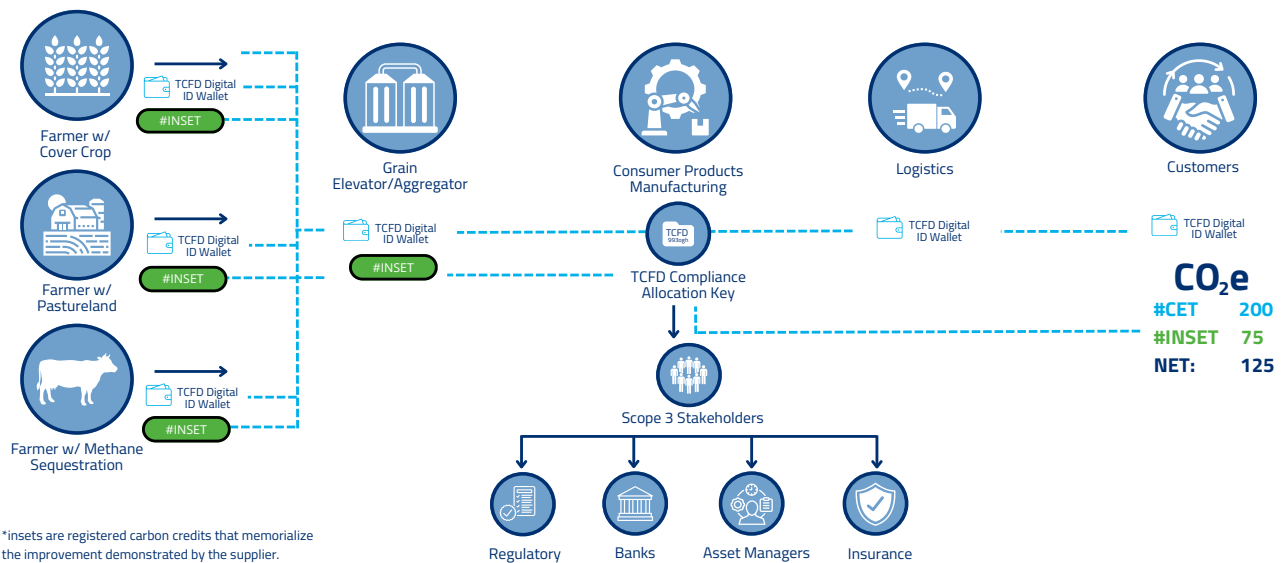 TCFD Digital
ID Wallet
#INSET
Farmer w/
Cover Crop
TCFD Digital
ID Wallet
#INSET
Farmer w/
Pastureland
TCFD Digital
ID Wallet
#INSET
Farmer w/ Methane
Sequestration
Grain
Elevator/Aggregator
TCFD Digital
ID Wallet
#INSET
Consumer Products
Manufacturing
TCFD
993ogh
TCFD Compliance
Allocation Key
Logistics
TCFD Digital
ID Wallet
Customers
TCFD Digital
ID Wallet
CO₂e
#CET 200
#INSET 75
NET: 125
Scope 3 Stakeholders
Regulatory
Banks
Asset Managers
Insurance
*insets are registered carbon credits that memorialize
the improvement demonstrated by the supplier.